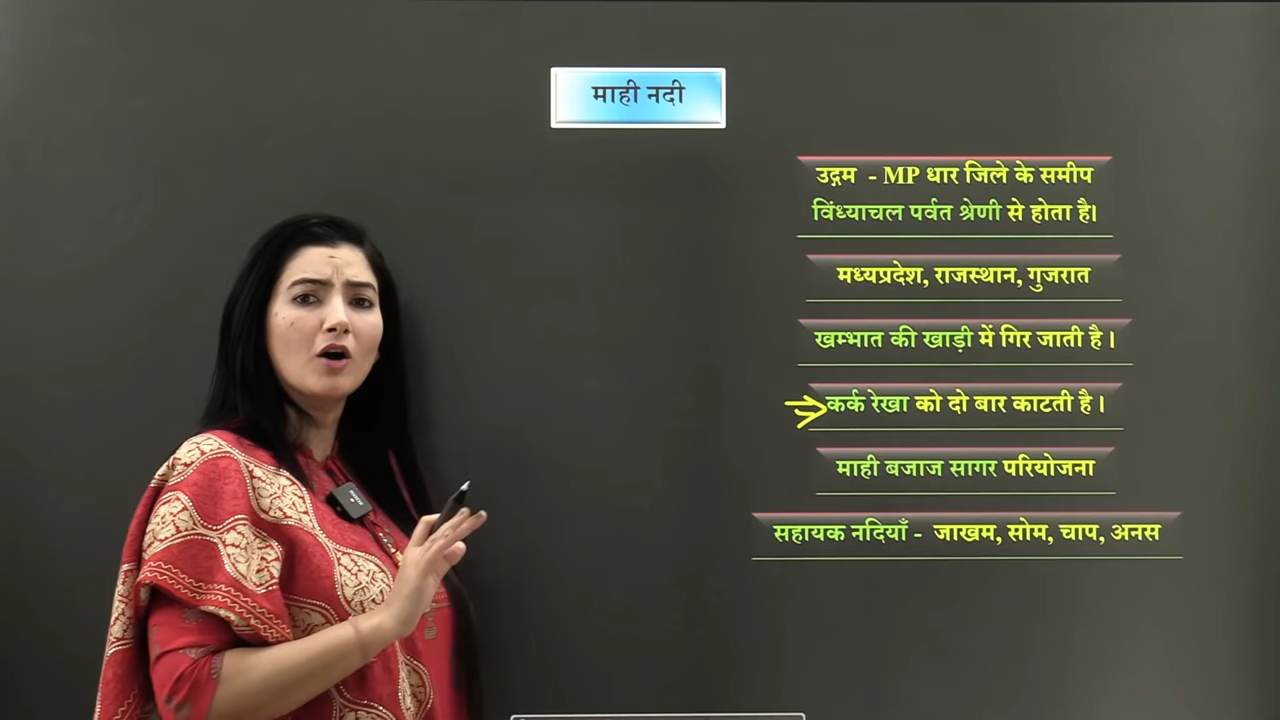 माही नदी
उद्गम - MP धार जिले के समीप
विंध्याचल पर्वत श्रेणी से होता है।
मध्यप्रदेश, राजस्थान, गुजरात
खम्भात की खाड़ी में गिर जाती है।
कर्क रेखा को दो बार काटती है।
माही बजाज सागर परियोजना
सहायक नदियाँ - जाखम, सोम, चाप, अनस